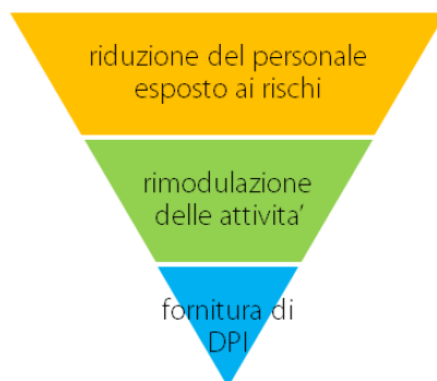 riduzione del personale
esposto ai rischi
rimodulazione
delle attivita'
fornitura di
DPI